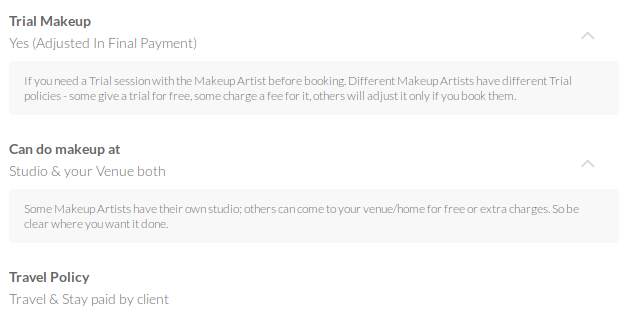 Trial Makeup
Yes (Adjusted In Final Payment)
If you need a Trial session with the Makeup Artist before booking. Different Makeup Artists have different Trial
policies - some give a trial for free, some charge a fee for it, others will adjust it only if you book them.
Can do makeup at
Studio & your Venue both
Some Makeup Artists have their own studio; others can come to your venue/home for free or extra charges. So be
clear where you want it done.
Travel Policy
Travel & Stay paid by client